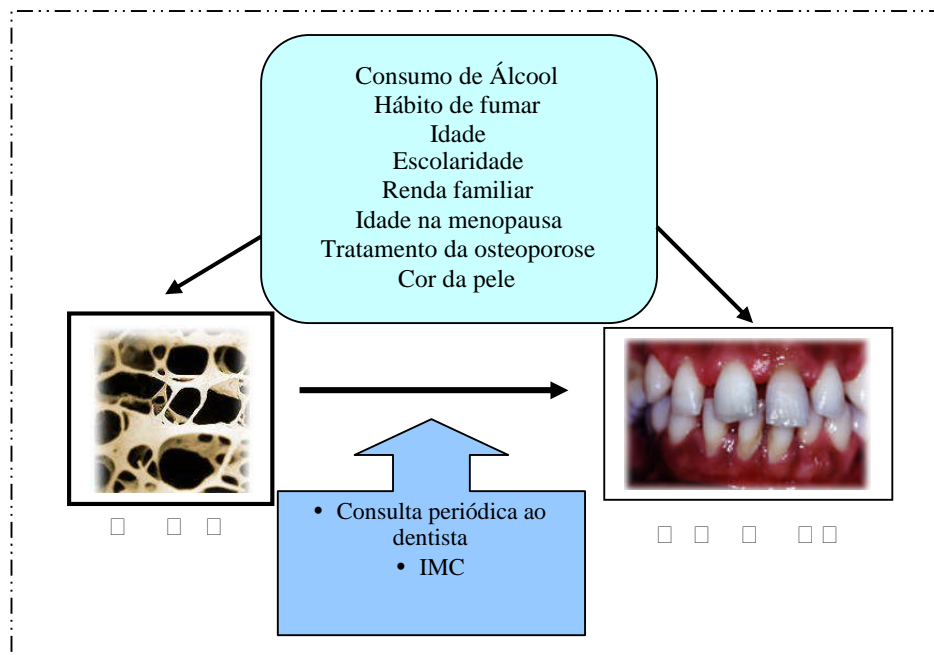 Consumo de Álcool
Hábito de fumar
Idade
Escolaridade
Renda familiar
Idade na menopausa
Tratamento da osteoporose
Cor da pele
• Consulta periódica ao
dentista
• IMC